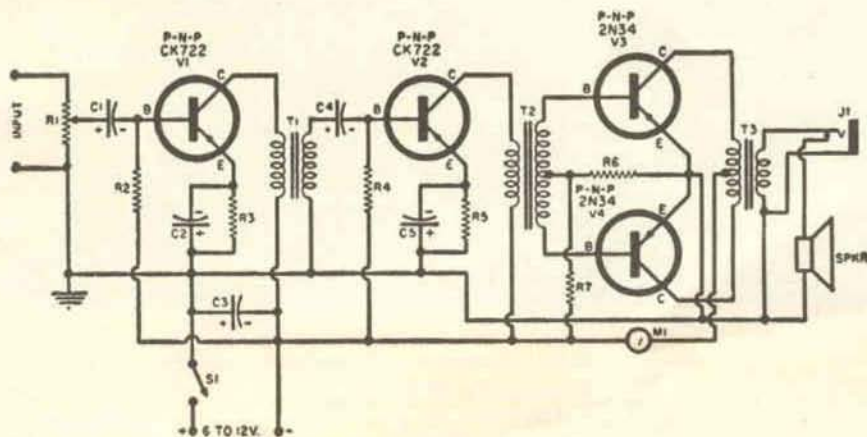 P-N-P
CK722
V1
P-N-P
CK722
V2
P-N-P
2N34
V3
C
C
C
J1
C1
+ -
B
T1
C4
+ -
B
T2
B
T3
INPUT
R1
E
E
E
R6
R2
R4
P-N-P
2N34
V4
E
SPKR
C2
-
+
R3
C5
-
+
R5
B
R7
C
C3
+ -
M1
S1
+ 6 TO 12V. -